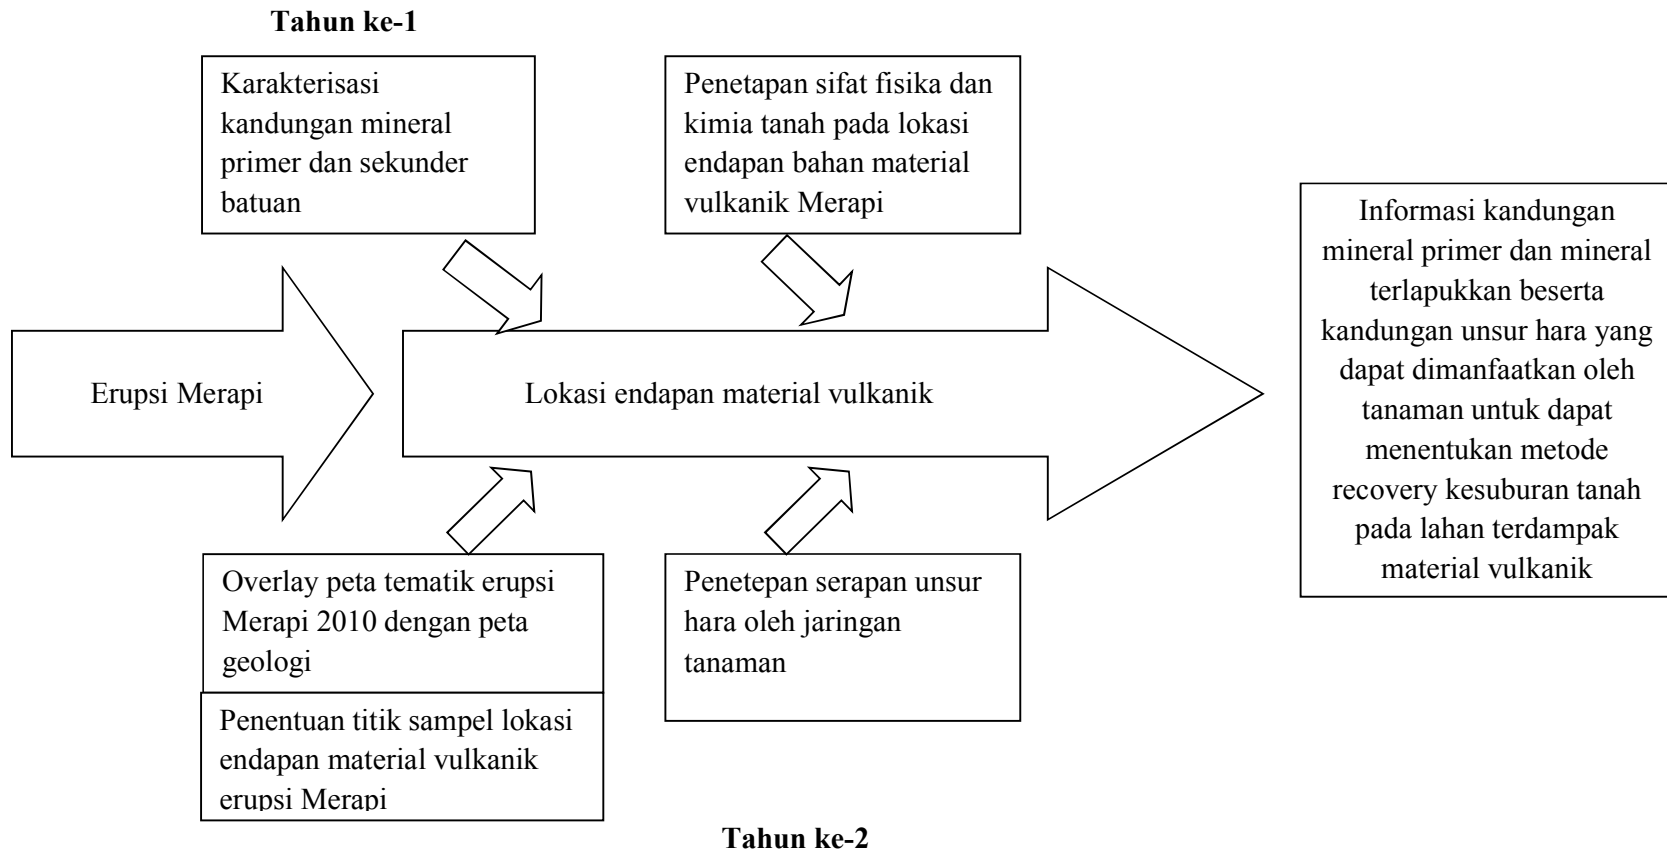 Tahun ke-1
Karakterisasi
kandungan mineral
primer dan sekunder
batuan
Penetapan sifat fisika dan
kimia tanah pada lokasi
endapan bahan material
vulkanik Merapi
Erupsi Merapi
Lokasi endapan material vulkanik
Informasi kandungan
mineral primer dan mineral
terlapukkan beserta
kandungan unsur hara yang
dapat dimanfaatkan oleh
tanaman untuk dapat
menentukan metode
recovery kesuburan tanah
pada lahan terdampak
material vulkanik
Overlay peta tematik erupsi
Merapi 2010 dengan peta
geologi
Penentuan titik sampel lokasi
endapan material vulkanik
erupsi Merapi
Penetepan serapan unsur
hara oleh jaringan
tanaman
Tahun ke-2